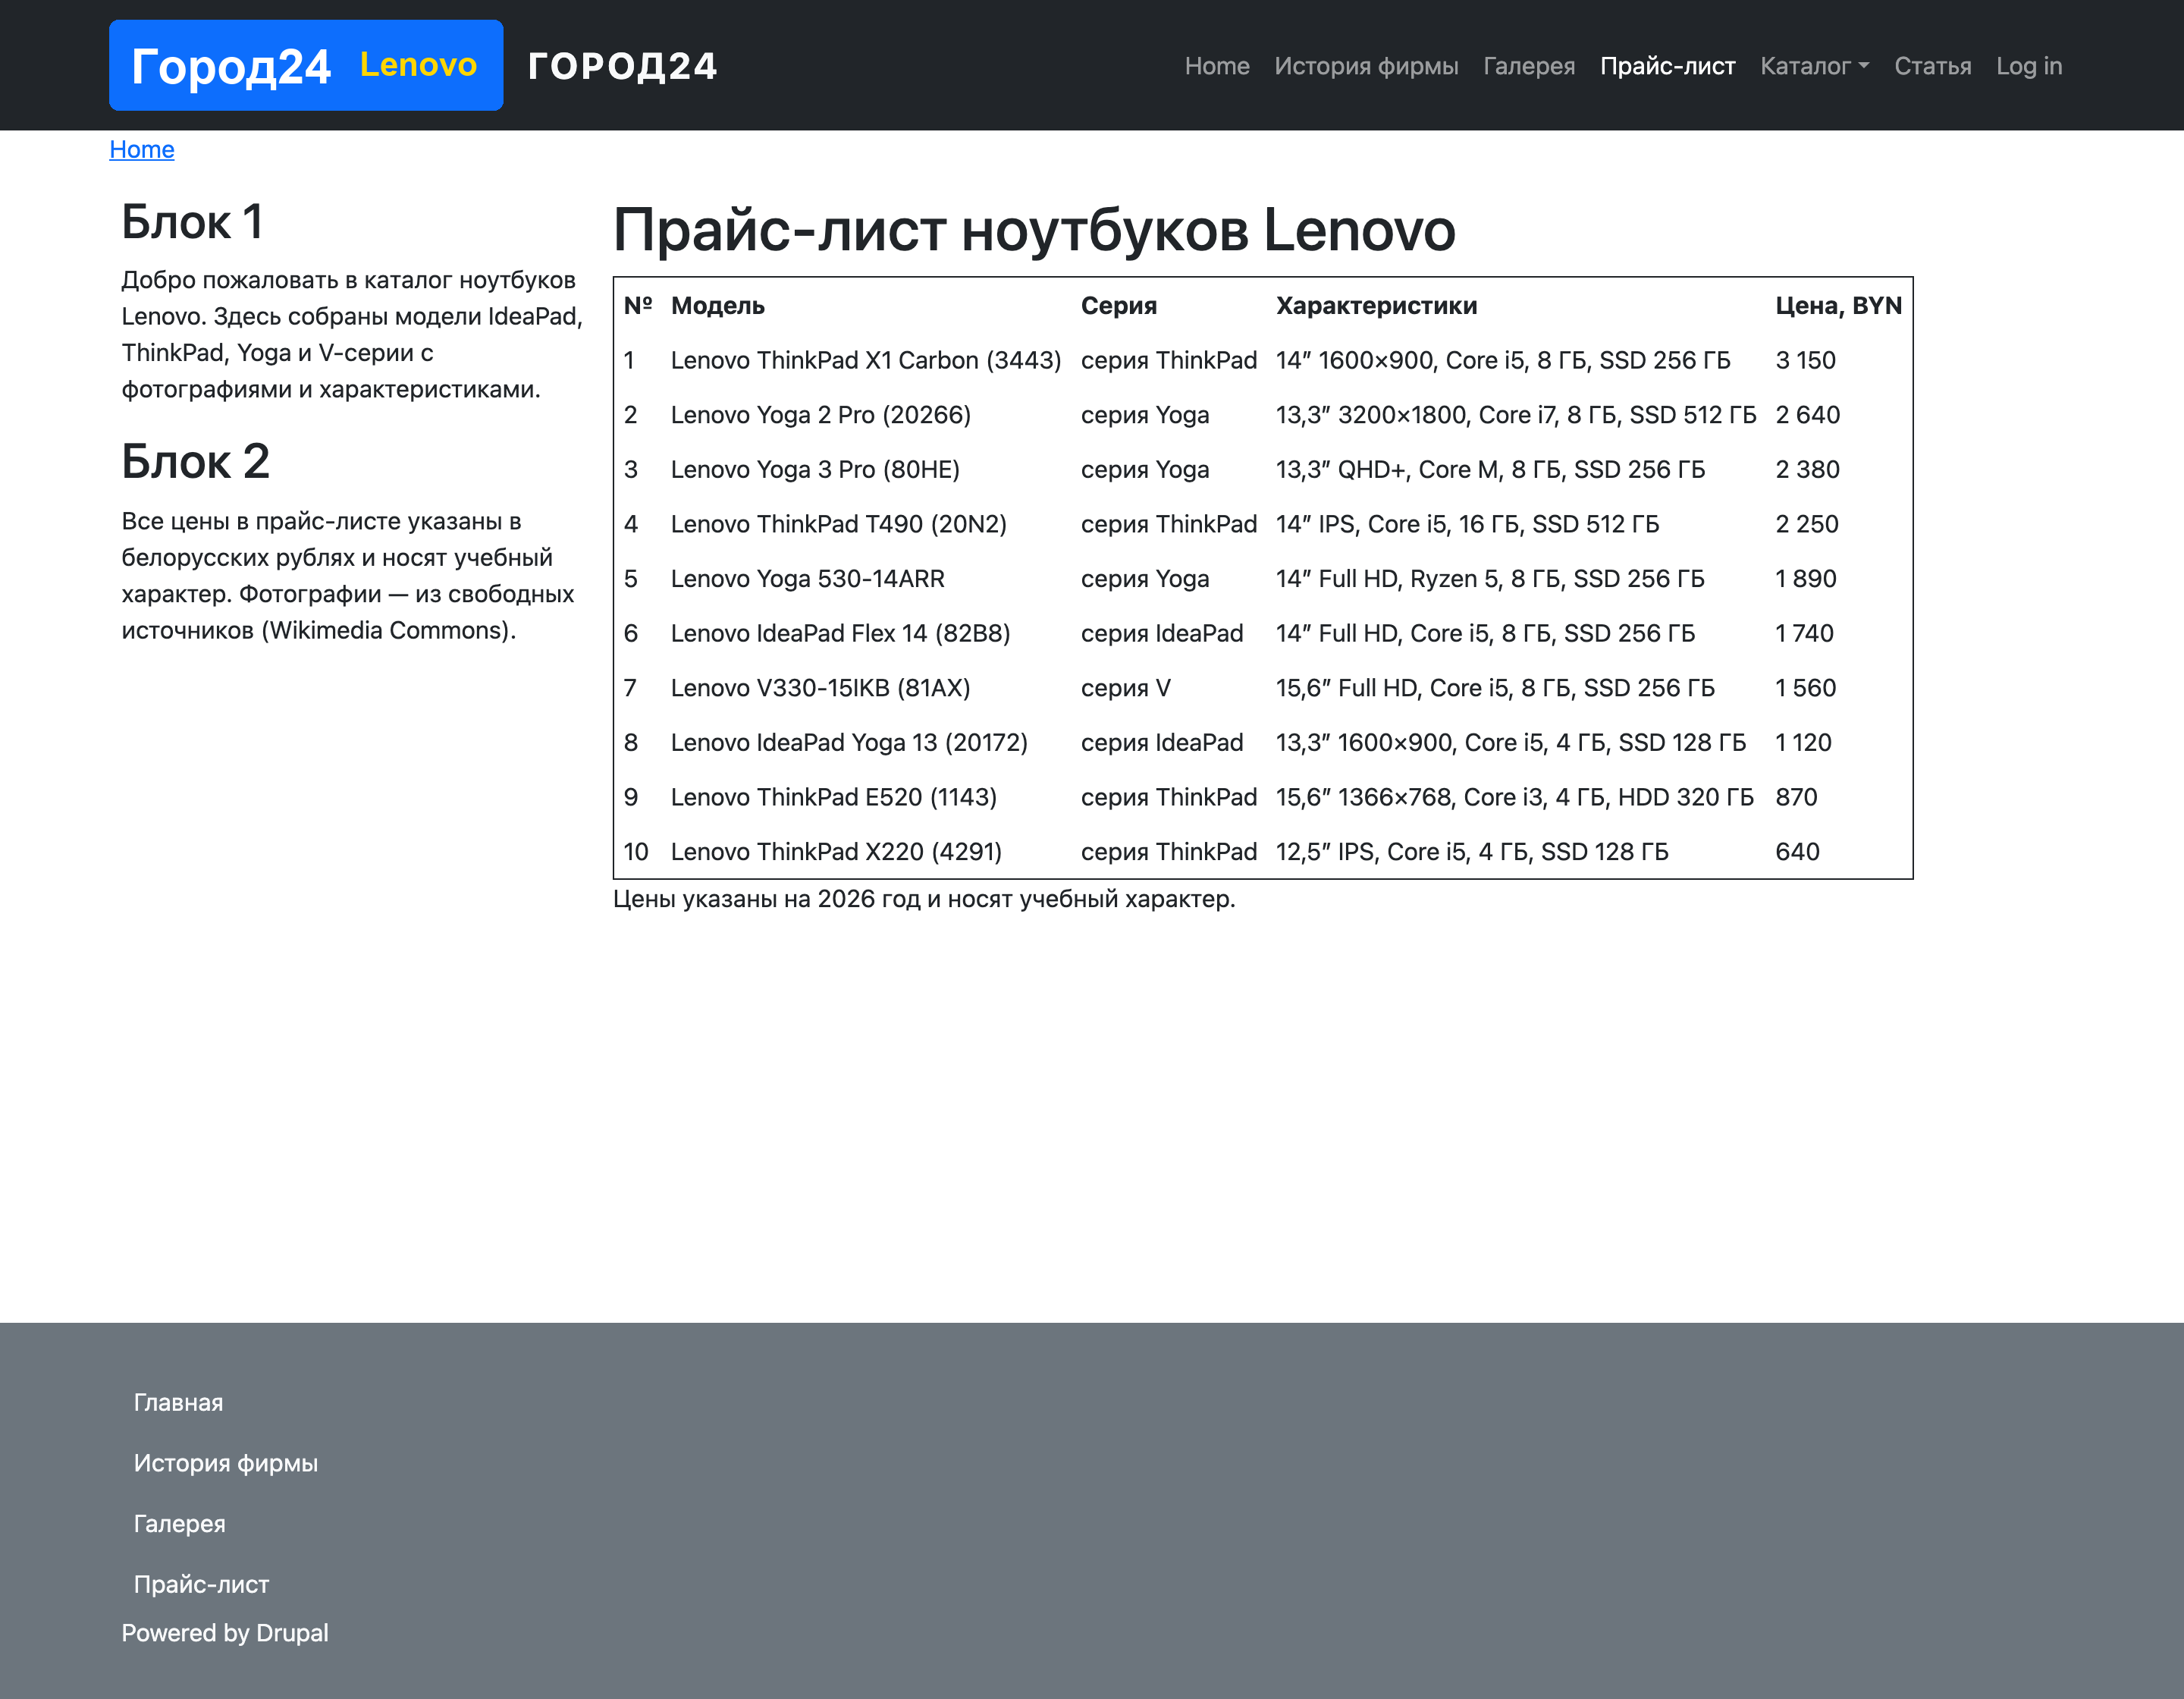 Город24 Lenovo ГОРОД24 Home История фирмы Галерея Прайс-лист Каталог Статья Log in
Home
Блок 1
Добро пожаловать в каталог ноутбуков
Lenovo. Здесь собраны модели IdeaPad,
ThinkPad, Yoga и V-серии с
фотографиями и характеристиками.
Блок 2
Все цены в прайс-листе указаны в
белорусских рублях и носят учебный
характер. Фотографии — из свободных
источников (Wikimedia Commons).
Прайс-лист ноутбуков Lenovo
№ Модель Серия Характеристики Цена, BYN
1 Lenovo ThinkPad X1 Carbon (3443) серия ThinkPad 14″ 1600×900, Core i5, 8 ГБ, SSD 256 ГБ 3 150
2 Lenovo Yoga 2 Pro (20266) серия Yoga 13,3″ 3200×1800, Core i7, 8 ГБ, SSD 512 ГБ 2 640
3 Lenovo Yoga 3 Pro (80HE) серия Yoga 13,3″ QHD+, Core M, 8 ГБ, SSD 256 ГБ 2 380
4 Lenovo ThinkPad T490 (20N2) серия ThinkPad 14″ IPS, Core i5, 16 ГБ, SSD 512 ГБ 2 250
5 Lenovo Yoga 530-14ARR серия Yoga 14″ Full HD, Ryzen 5, 8 ГБ, SSD 256 ГБ 1 890
6 Lenovo IdeaPad Flex 14 (82B8) серия IdeaPad 14″ Full HD, Core i5, 8 ГБ, SSD 256 ГБ 1 740
7 Lenovo V330-15IKB (81AX) серия V 15,6″ Full HD, Core i5, 8 ГБ, SSD 256 ГБ 1 560
8 Lenovo IdeaPad Yoga 13 (20172) серия IdeaPad 13,3″ 1600×900, Core i5, 4 ГБ, SSD 128 ГБ 1 120
9 Lenovo ThinkPad E520 (1143) серия ThinkPad 15,6″ 1366×768, Core i3, 4 ГБ, HDD 320 ГБ 870
10 Lenovo ThinkPad X220 (4291) серия ThinkPad 12,5″ IPS, Core i5, 4 ГБ, SSD 128 ГБ 640
Цены указаны на 2026 год и носят учебный характер.
Главная
История фирмы
Галерея
Прайс-лист
Powered by Drupal